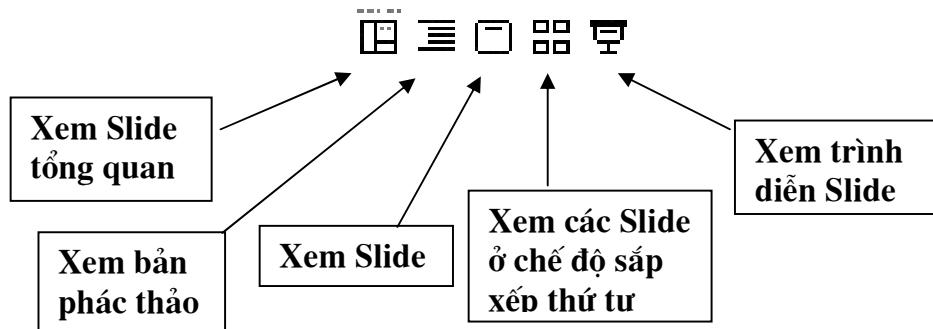 Xem Slide
tổng quan
Xem bản
phác thảo
Xem Slide
Xem các Slide
ở chế độ sắp
xếp thứ tư
Xem trình
diễn Slide